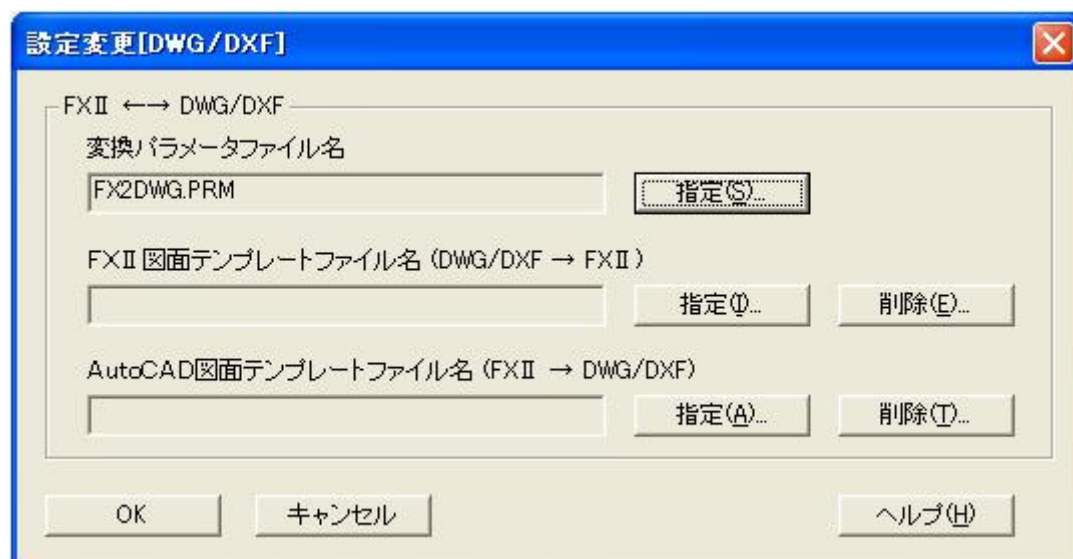 設定変更[DWG/DXF]
FXⅡ ←→ DWG/DXF
変換パラメータファイル名
FX2DWG.PRM 指定(S)...
FXⅡ図面テンプレートファイル名 (DWG/DXF → FXⅡ)
指定(I)... 削除(E)...
AutoCAD図面テンプレートファイル名 (FXⅡ → DWG/DXF)
指定(A)... 削除(T)...
OK キャンセル ヘルプ(H)